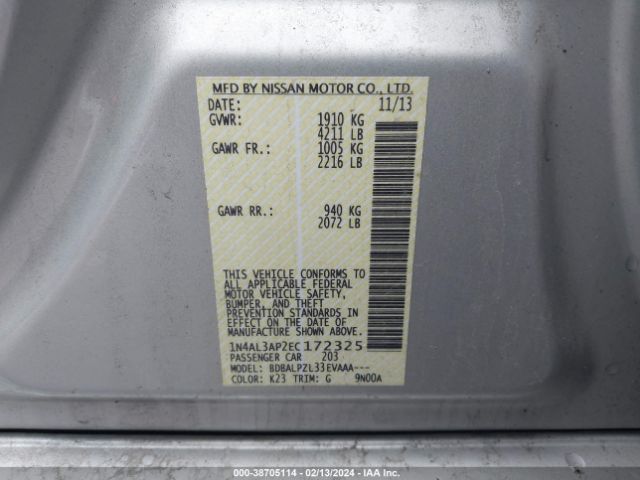 MFD BY NISSAN MOTOR CO., LTD.
DATE: 11/13
GVWR: 1910 KG
4211 LB
GAWR FR.: 1005 KG
2216 LB
GAWR RR.: 940 KG
2072 LB
THIS VEHICLE CONFORMS TO
ALL APPLICABLE FEDERAL
MOTOR VEHICLE SAFETY,
BUMPER, AND THEFT
PREVENTION STANDARDS IN
EFFECT ON THE DATE OF
MANUFACTURE SHOWN ABOVE.
1N4AL3AP2EC172325
PASSENGER CAR 203
MODEL: BDBALPZL33EVAAA---
COLOR: K23 TRIM: G 9N00A
000-38705114 - 02/13/2024 - IAA Inc.